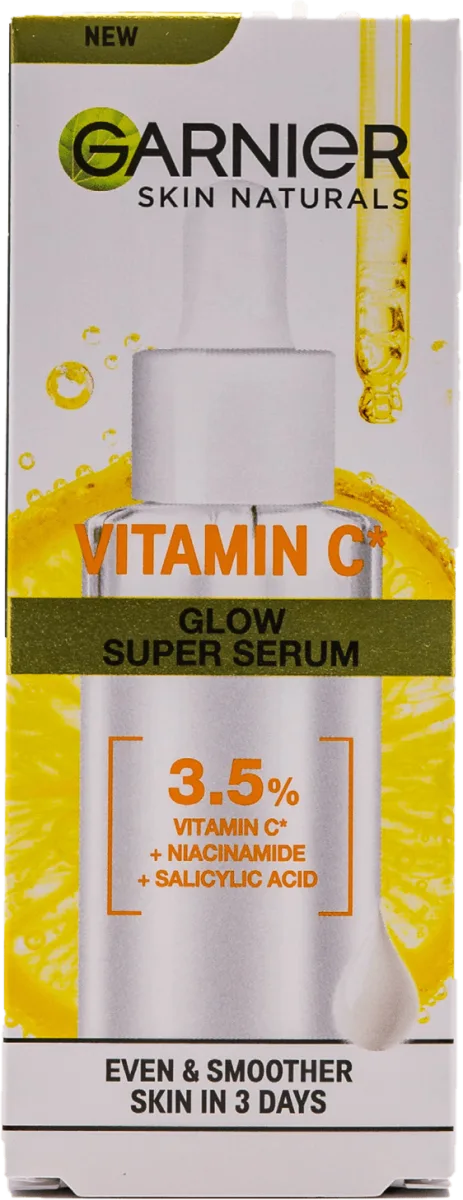 NEW
GARNIER
SKIN NATURALS
VITAMIN C*
GLOW
SUPER SERUM
3.5%
VITAMIN C*
+ NIACINAMIDE
+ SALICYLIC ACID
EVEN & SMOOTHER
SKIN IN 3 DAYS